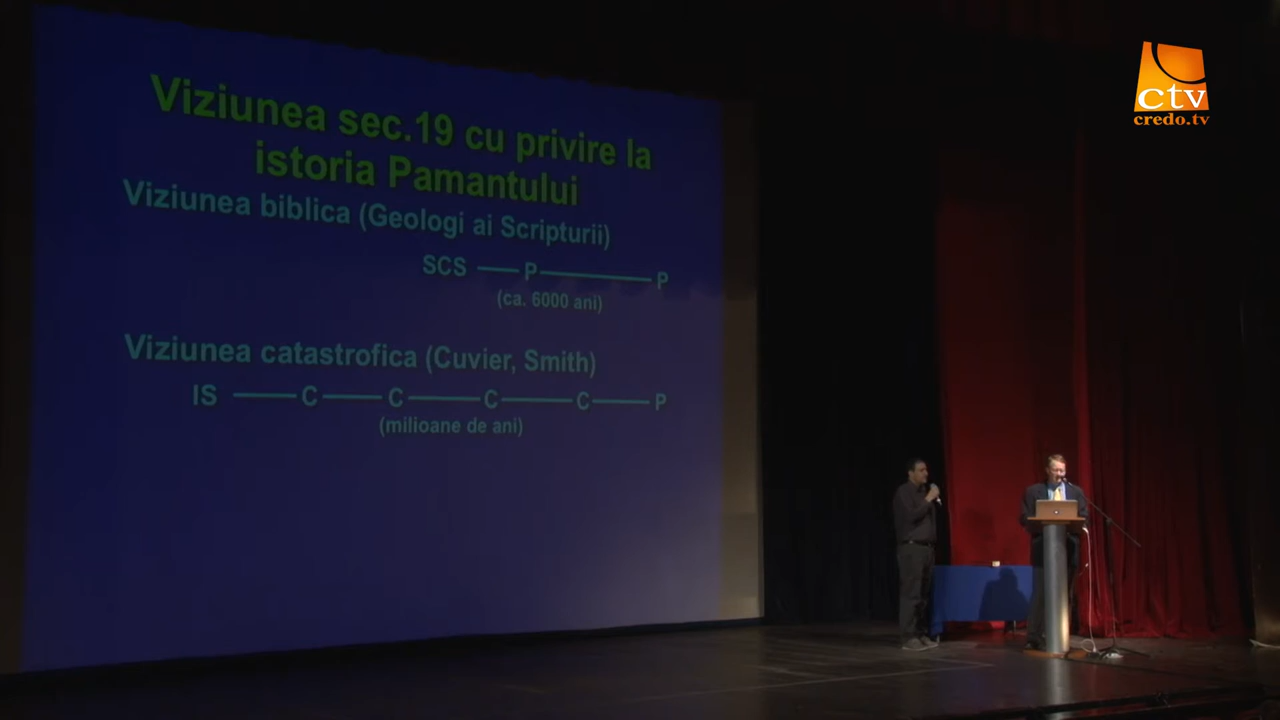 Viziunea sec.19 cu privire la
istoria Pamantului
Viziunea biblica (Geologi ai Scripturii)
SCS P P
(ca. 6000 ani)
Viziunea catastrofica (Cuvier, Smith)
IS C C C C P
(milioane de ani)
ctv
credo.tv